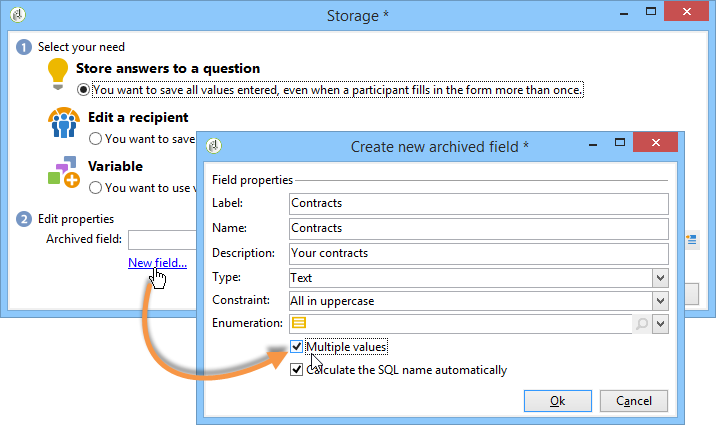 Storage *
1 Select your need
Store answers to a question
You want to save all values entered, even when a participant fills in the form more than once.
Edit a recipient
You want to save
Variable
You want to use
2 Edit properties
Archived field:
New field...
Create new archived field *
Field properties
Label: Contracts
Name: Contracts
Description: Your contracts
Type: Text
Constraint: All in uppercase
Enumeration:
Multiple values
Calculate the SQL name automatically
Ok Cancel